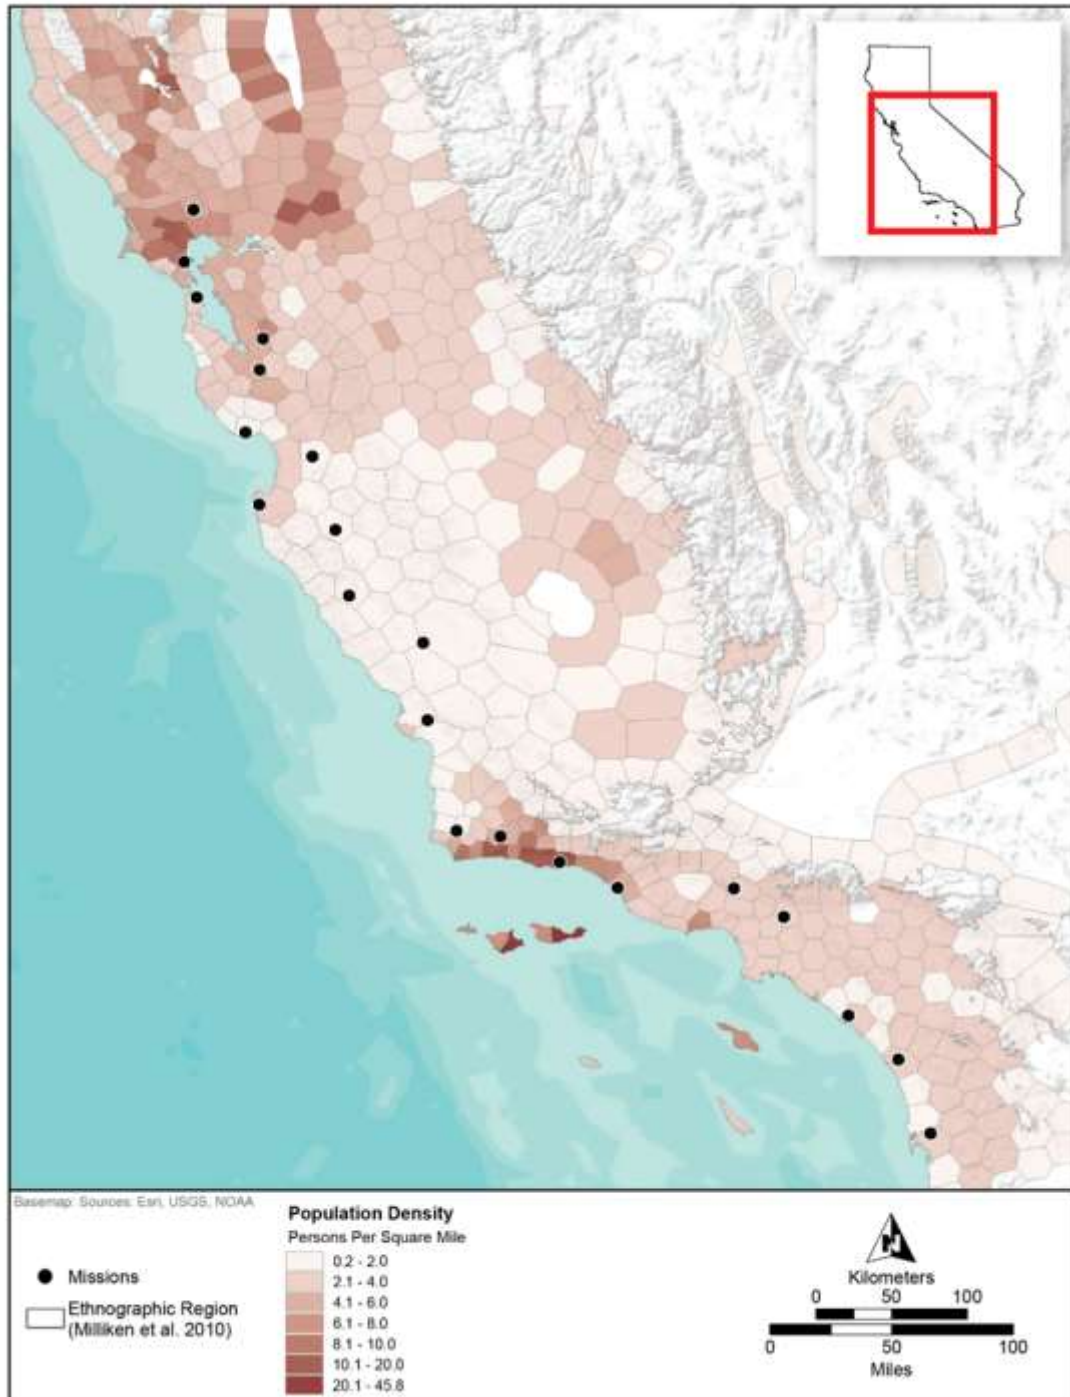 Basemap: Sources: Esri, USGS, NOAA
Missions
Ethnographic Region
(Milliken et al. 2010)
Population Density
Persons Per Square Mile
0.2 - 2.0
2.1 - 4.0
4.1 - 6.0
6.1 - 8.0
8.1 - 10.0
10.1 - 20.0
20.1 - 45.8
N
Kilometers
0 50 100
0 50 100
Miles